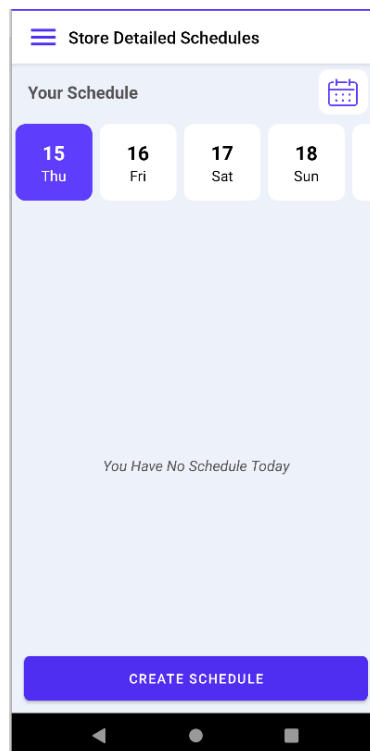 Store Detailed Schedules
Your Schedule
15 16 17 18
Thu Fri Sat Sun
You Have No Schedule Today
CREATE SCHEDULE